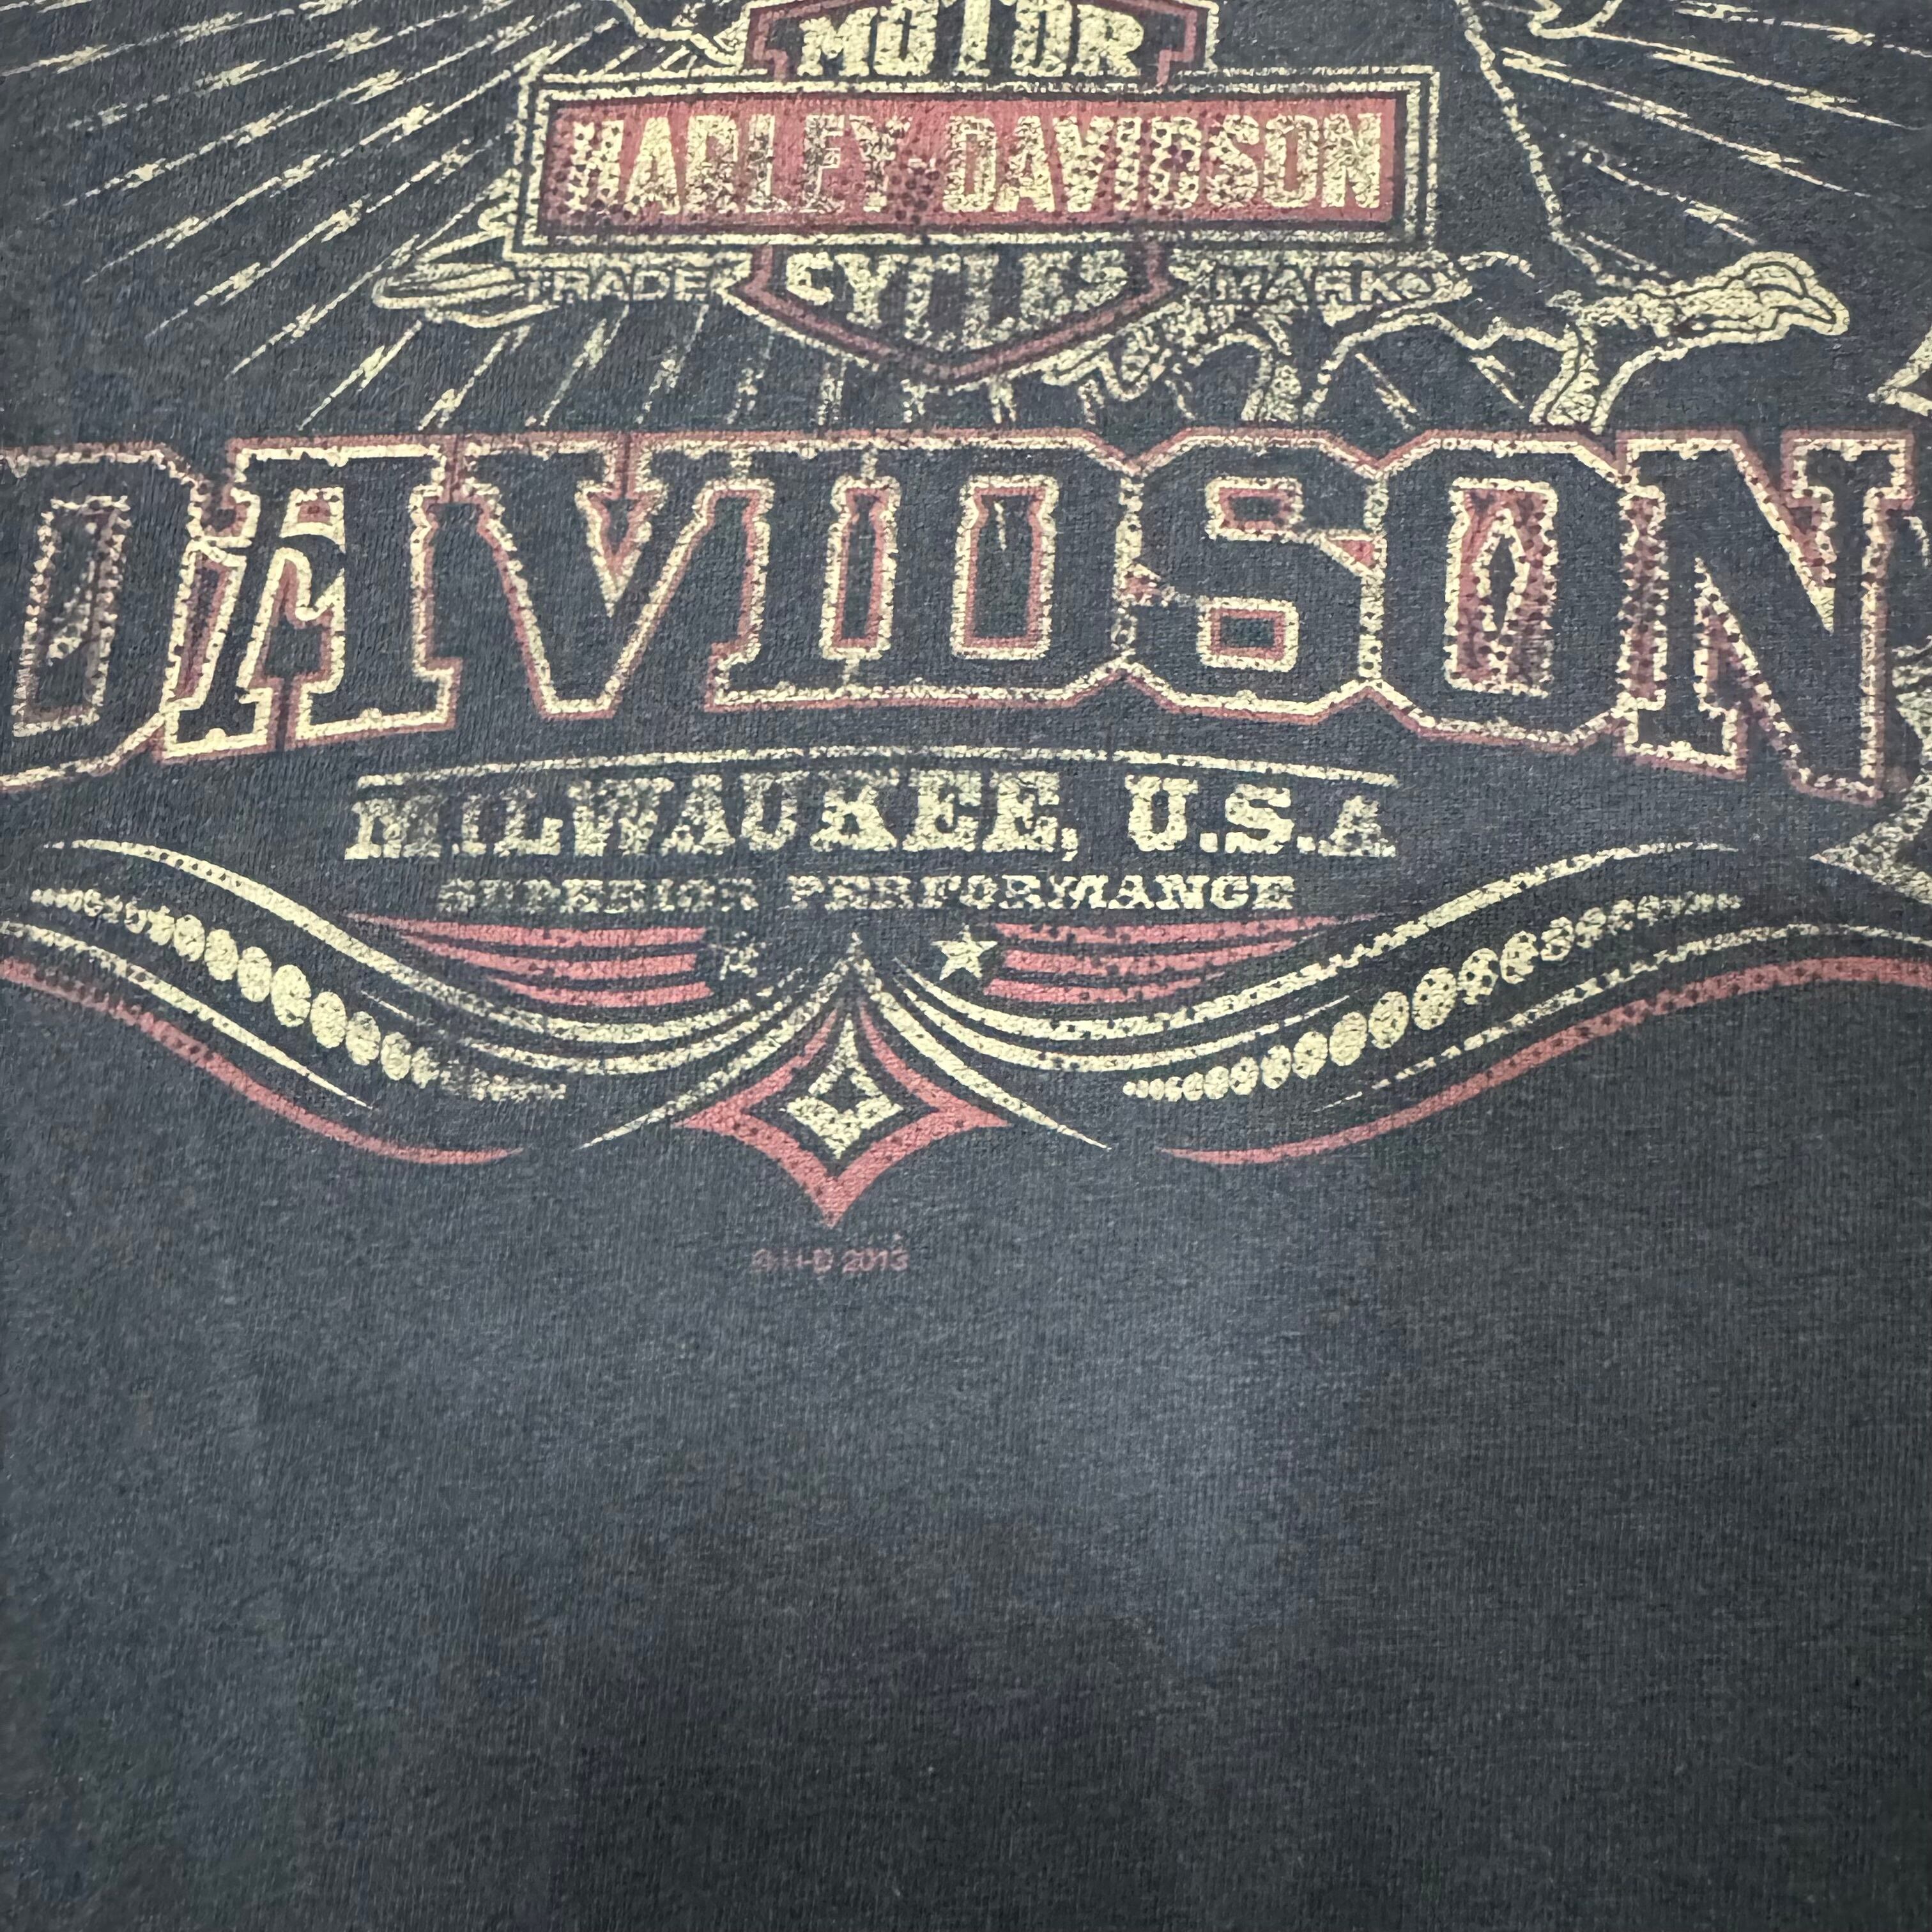 MOTOR
HARLEY-DAVIDSON
TRADE CYCLES MARK
DAVIDSON
MILWAUKEE, U.S.A
SUPERIOR PERFORMANCE
© H-D 2013